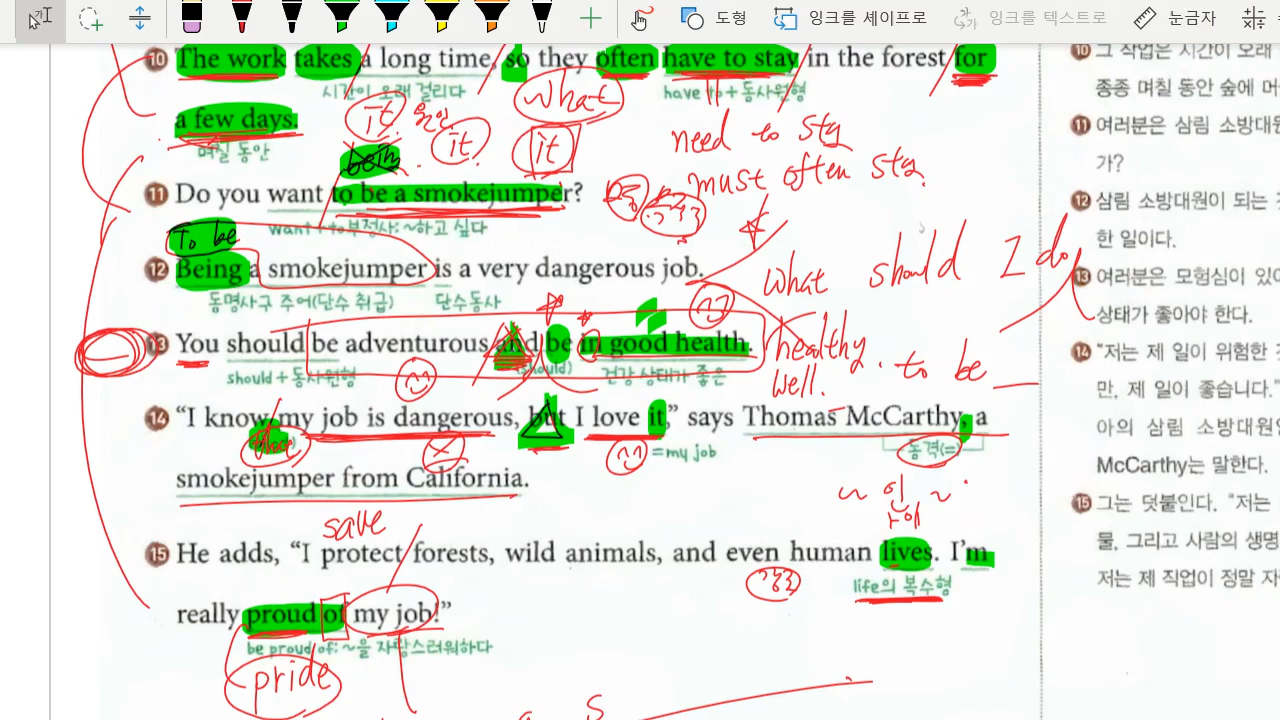 도형
잉크를 셰이프로
잉크를 텍스트로
눈금자
⑩ The work takes a long time, so they often have to stay in the forest for
시간이 오래 걸리다
what
have to + 동사원형
a few days.
it 원인
it
it
need to sty
며칠 동안
must often sty.
⑪ Do you want to be a smokejumper?
want + to부정사: ~하고 싶다
To be
⑫ Being a smokejumper is a very dangerous job.
동명사구 주어(단수 취급)
단수동사
what should I do
⑬ You should be adventurous and be in good health.
should + 동사원형
(should)
건강 상태가 좋은
healthy.
well.
to be
⑭ “I know my job is dangerous, but I love it,” says Thomas McCarthy, a
=my job
동격(=)
smokejumper from California.
save
~ 인 ~
⑮ He adds, “I protect forests, wild animals, and even human lives. I’m
강조
life의 복수형
really proud of my job!”
be proud of: ~을 자랑스러워하다
pride
S
⑩ 그 작업은 시간이 오래
종종 며칠 동안 숲에 머
⑪ 여러분은 삼림 소방대
가?
⑫ 삼림 소방대원이 되는
한 일이다.
⑬ 여러분은 모험심이 있
상태가 좋아야 한다.
⑭ “저는 제 일이 위험한
만, 제 일이 좋습니다.”
아의 삼림 소방대원
McCarthy는 말한다.
⑮ 그는 덧붙인다. “저는
물, 그리고 사람의 생명
저는 제 직업이 정말 자